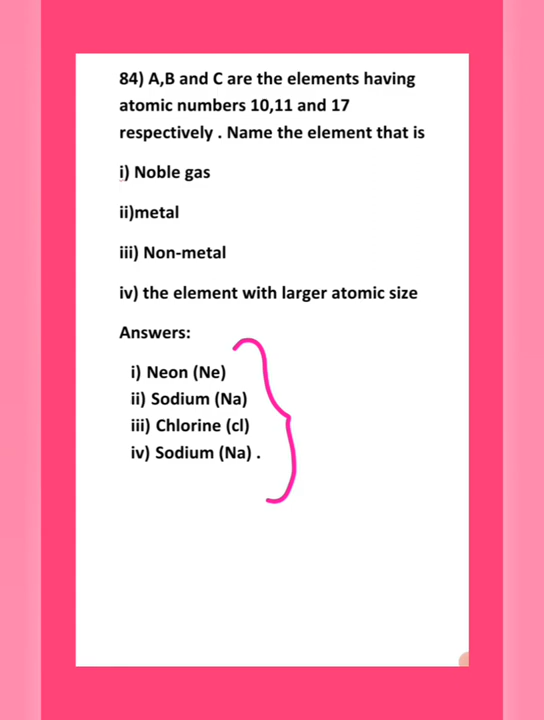 84) A,B and C are the elements having
atomic numbers 10,11 and 17
respectively . Name the element that is
i) Noble gas
ii)metal
iii) Non-metal
iv) the element with larger atomic size
Answers:
i) Neon (Ne)
ii) Sodium (Na)
iii) Chlorine (cl)
iv) Sodium (Na) .